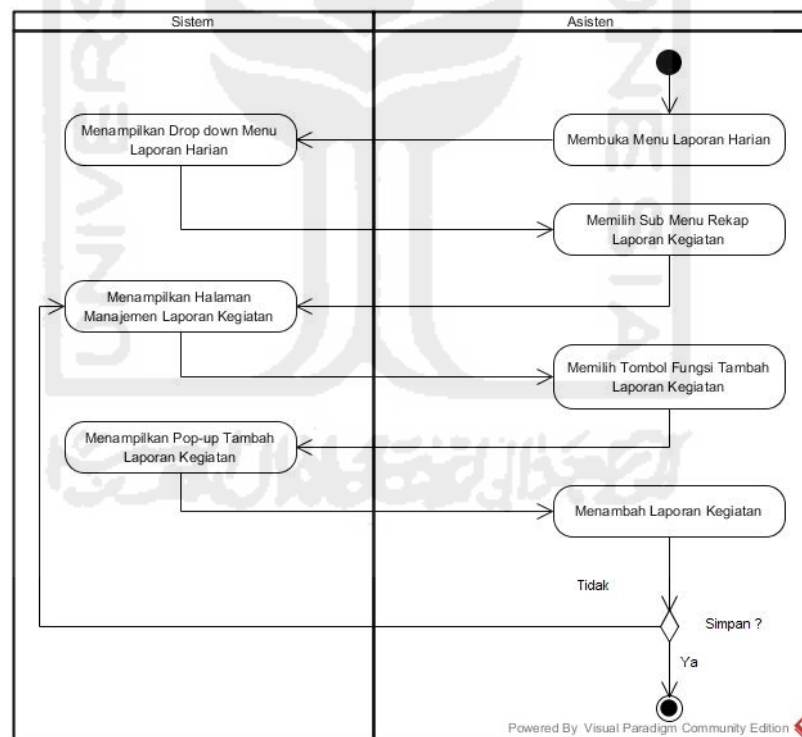 Sistem
Asisten
Membuka Menu Laporan Harian
Menampilkan Drop down Menu
Laporan Harian
Memilih Sub Menu Rekap
Laporan Kegiatan
Menampilkan Halaman
Manajemen Laporan Kegiatan
Memilih Tombol Fungsi Tambah
Laporan Kegiatan
Menampilkan Pop-up Tambah
Laporan Kegiatan
Menambah Laporan Kegiatan
Tidak
Simpan ?
Ya
Powered By Visual Paradigm Community Edition